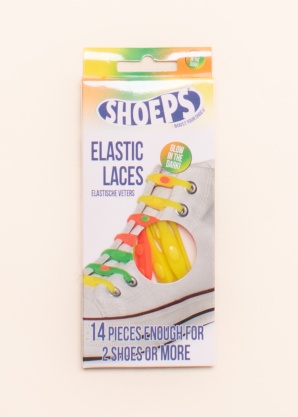 SHOEPS
ELASTIC
LACES
ELASTISCHE VETERS
GLOW
IN THE
DARK!
14 PIECES ENOUGH FOR
2 SHOES OR MORE